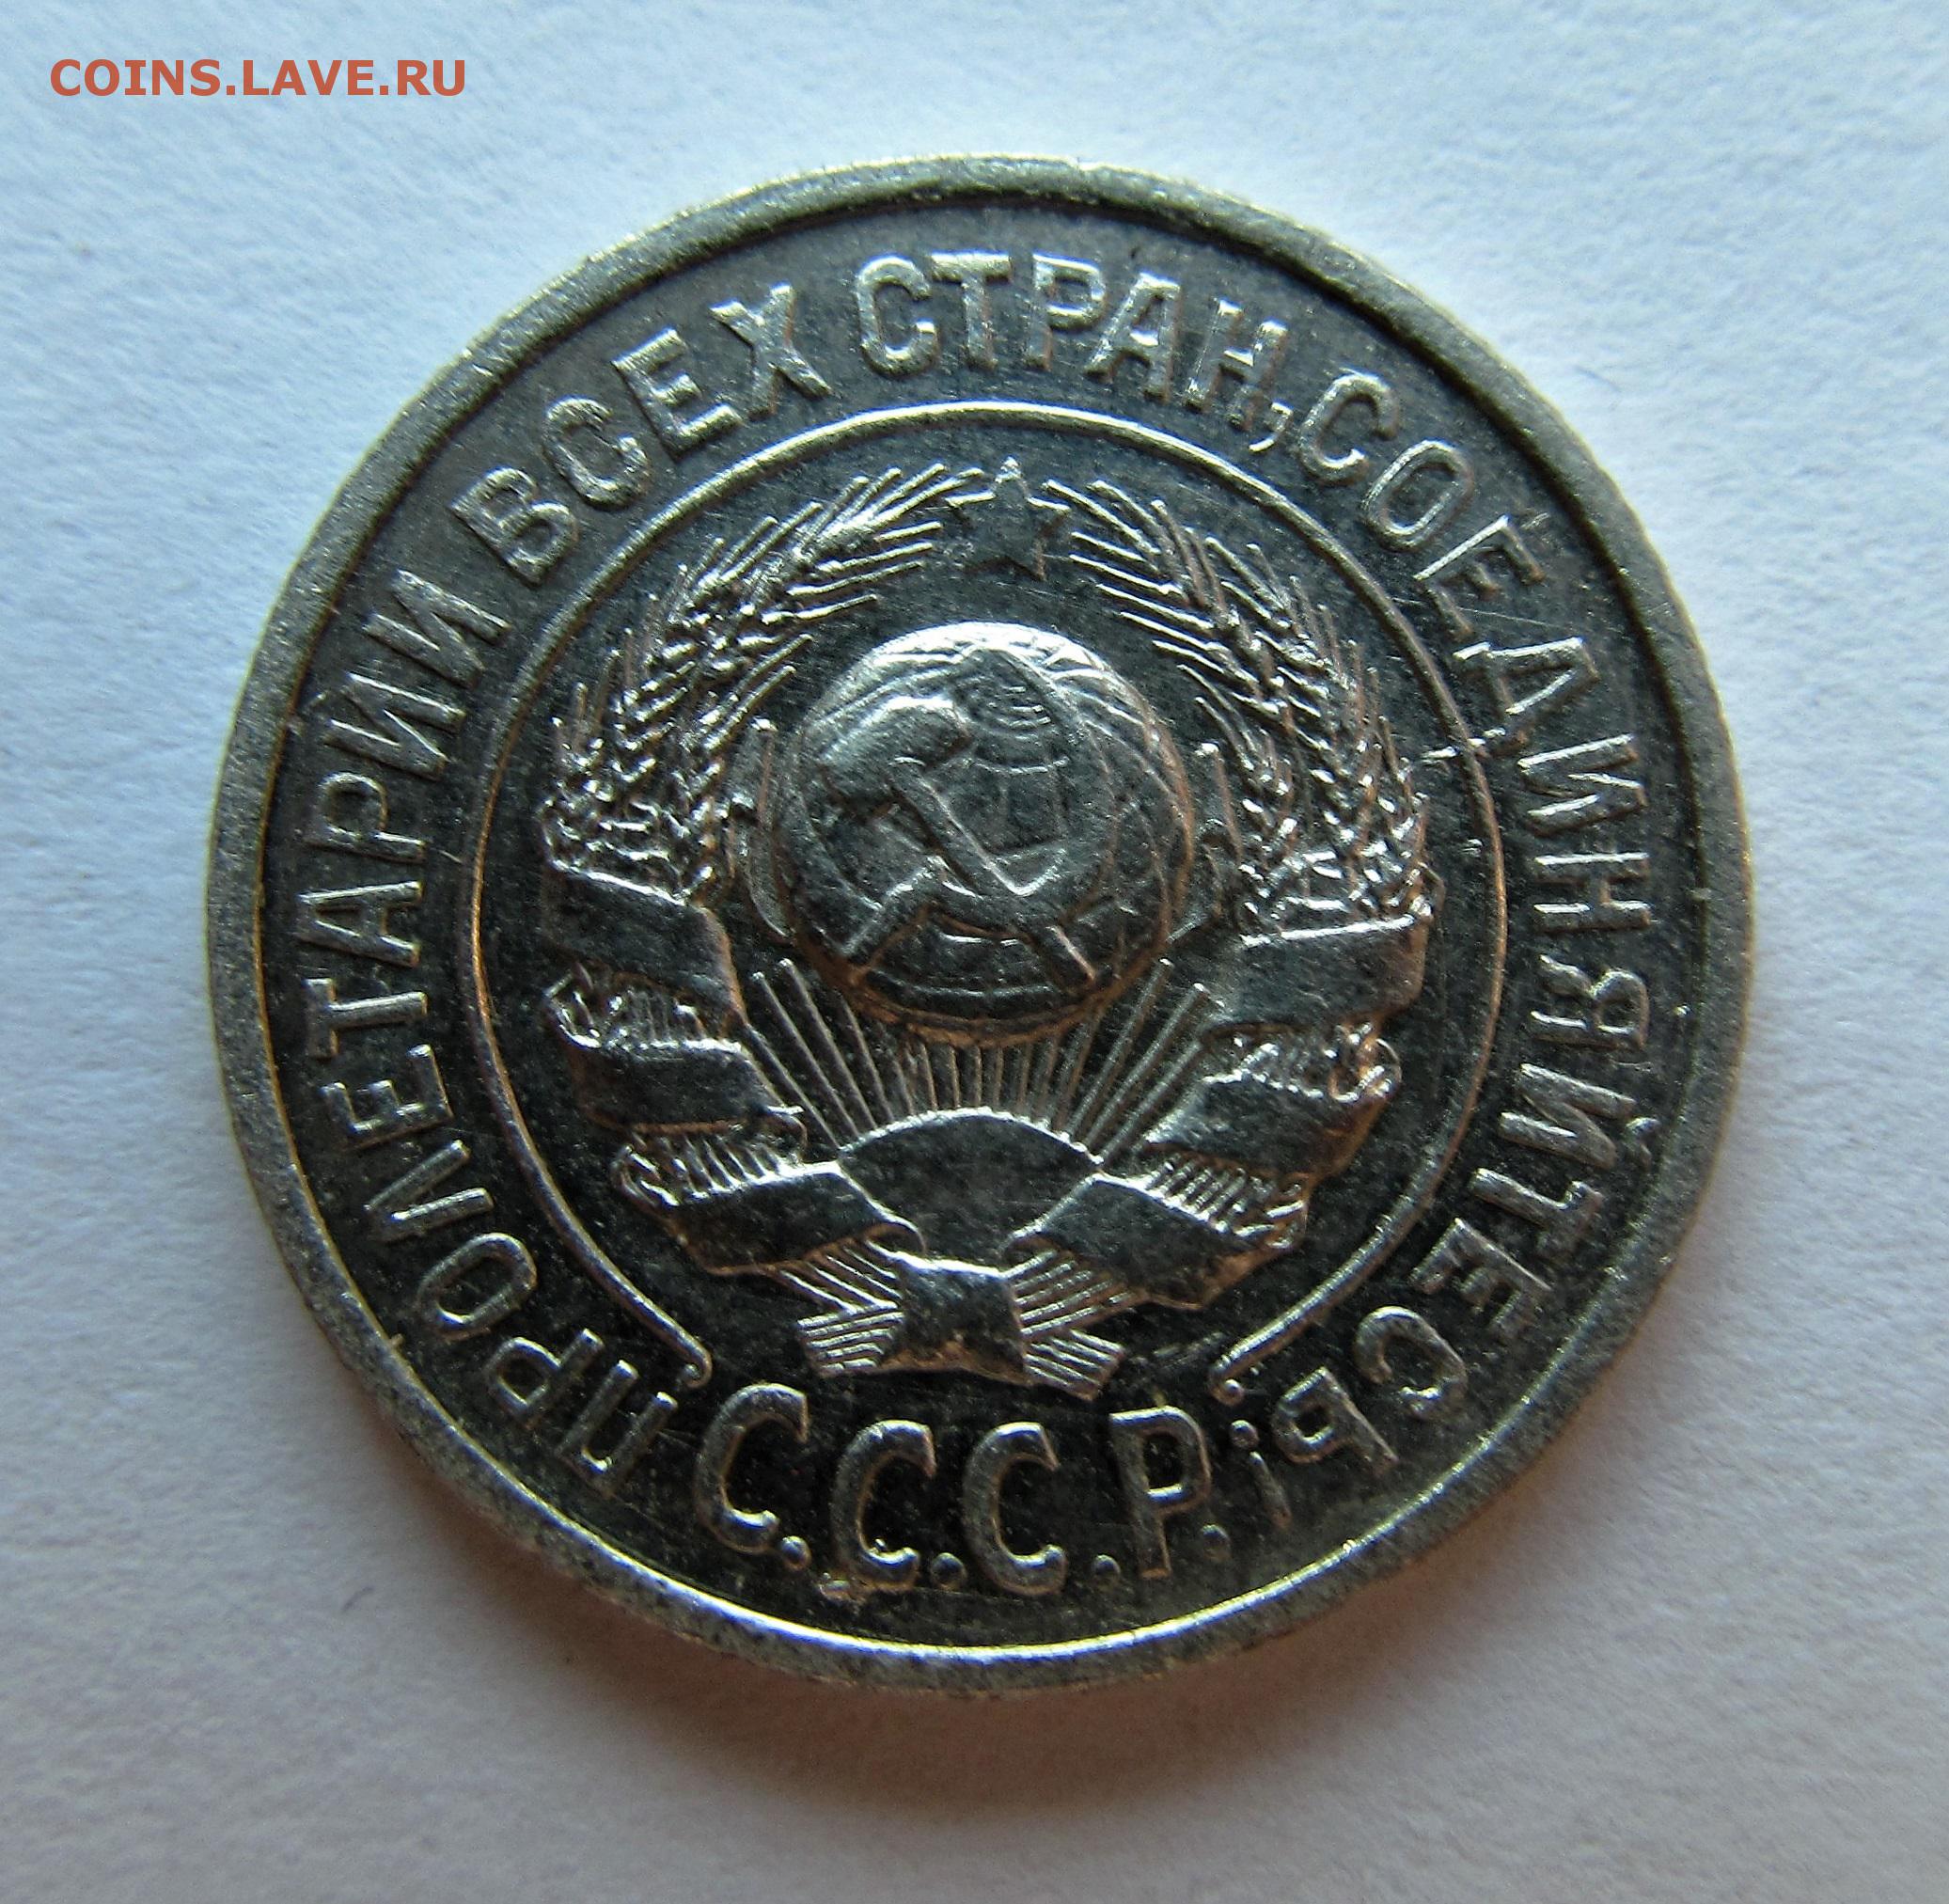 COINS.LAVE.RU
ПРОЛЕТАРИИ ВСЕХ СТРАН, СОЕДИНЯЙТЕСЬ!
С.С.С.Р.